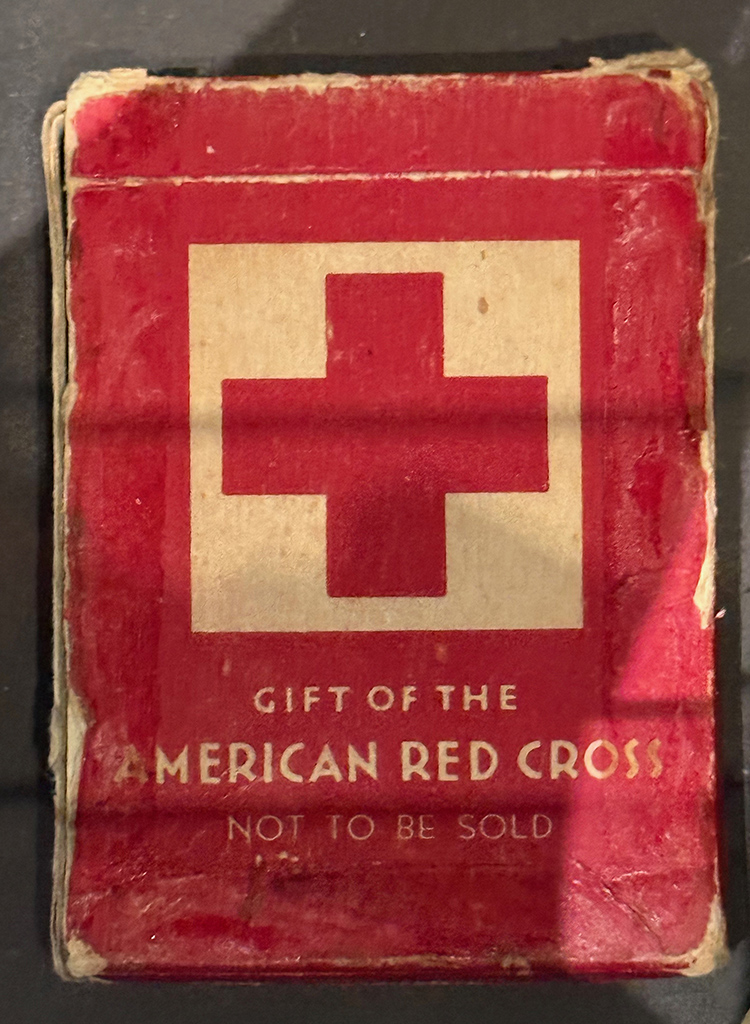 GIFT OF THE
AMERICAN RED CROSS
NOT TO BE SOLD